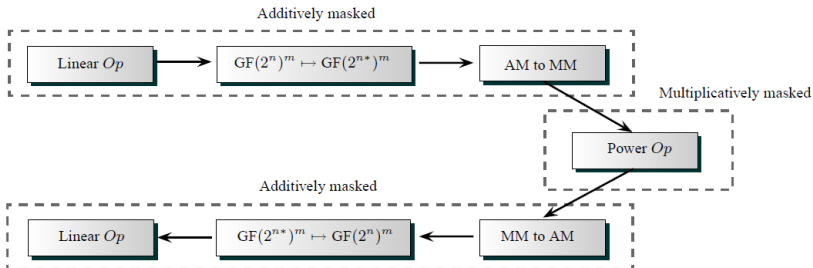 Additively masked
Linear Op
GF(2^n)^m ↦ GF(2^{n*})^m
AM to MM
Multiplicatively masked
Power Op
Additively masked
Linear Op
GF(2^{n*})^m ↦ GF(2^n)^m
MM to AM